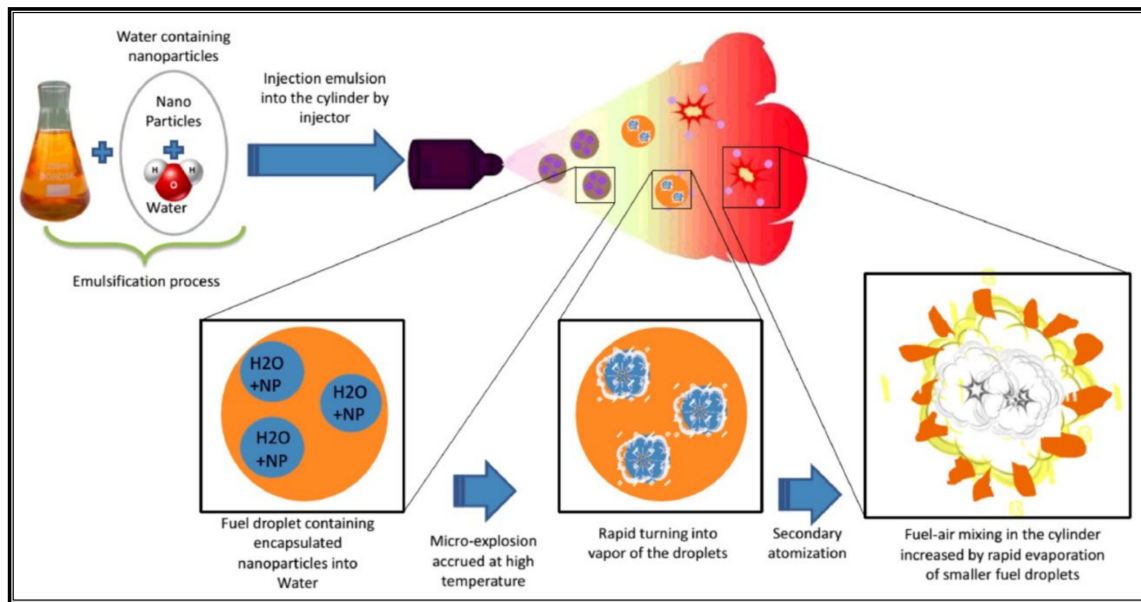 Water containing
nanoparticles
Nano
Particles
H
H
O
Water
Emulsification process
Injection emulsion
into the cylinder by
injector
H2O
+NP
H2O
+NP
H2O
+NP
Fuel droplet containing
encapsulated
nanoparticles into
Water
Micro-explosion
accrued at high
temperature
Rapid turning into
vapor of the droplets
Secondary
atomization
Fuel-air mixing in the cylinder
increased by rapid evaporation
of smaller fuel droplets